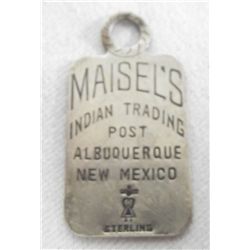 MAISEL'S
INDIAN TRADING
POST
ALBUQUERQUE
NEW MEXICO
STERLING